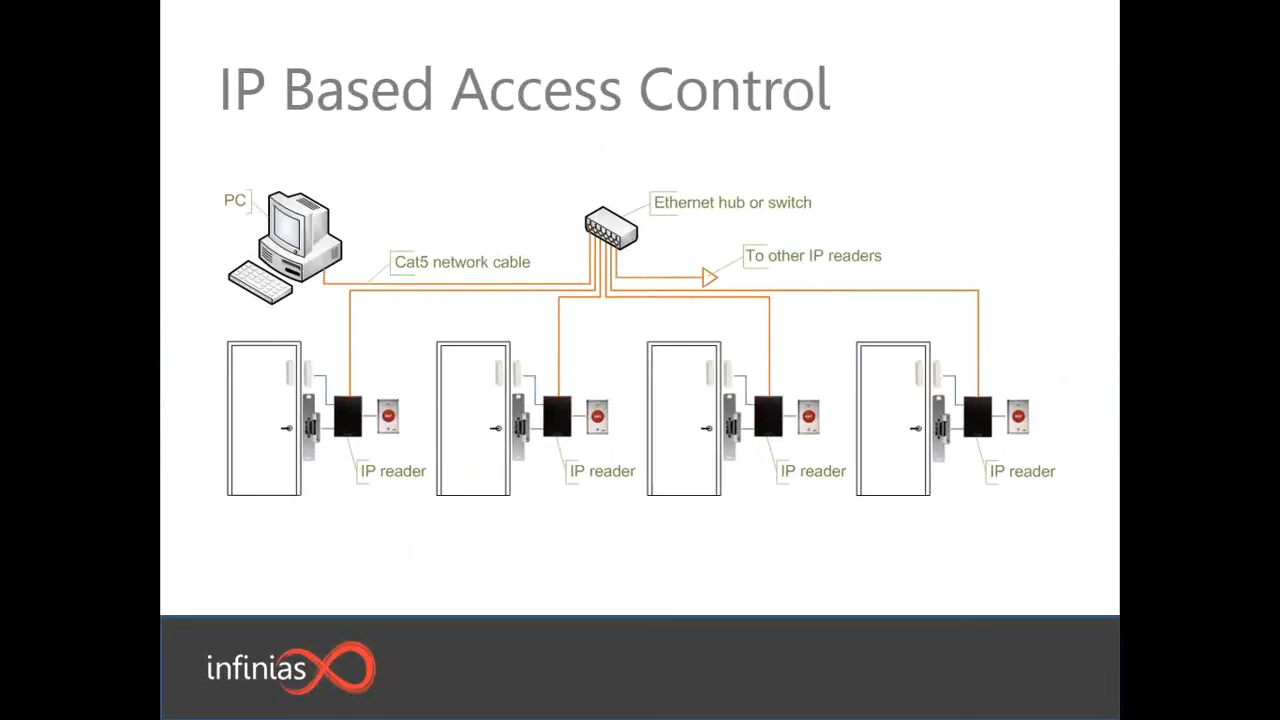 IP Based Access Control
PC
Ethernet hub or switch
Cat5 network cable
To other IP readers
IP reader
IP reader
IP reader
IP reader
infinias